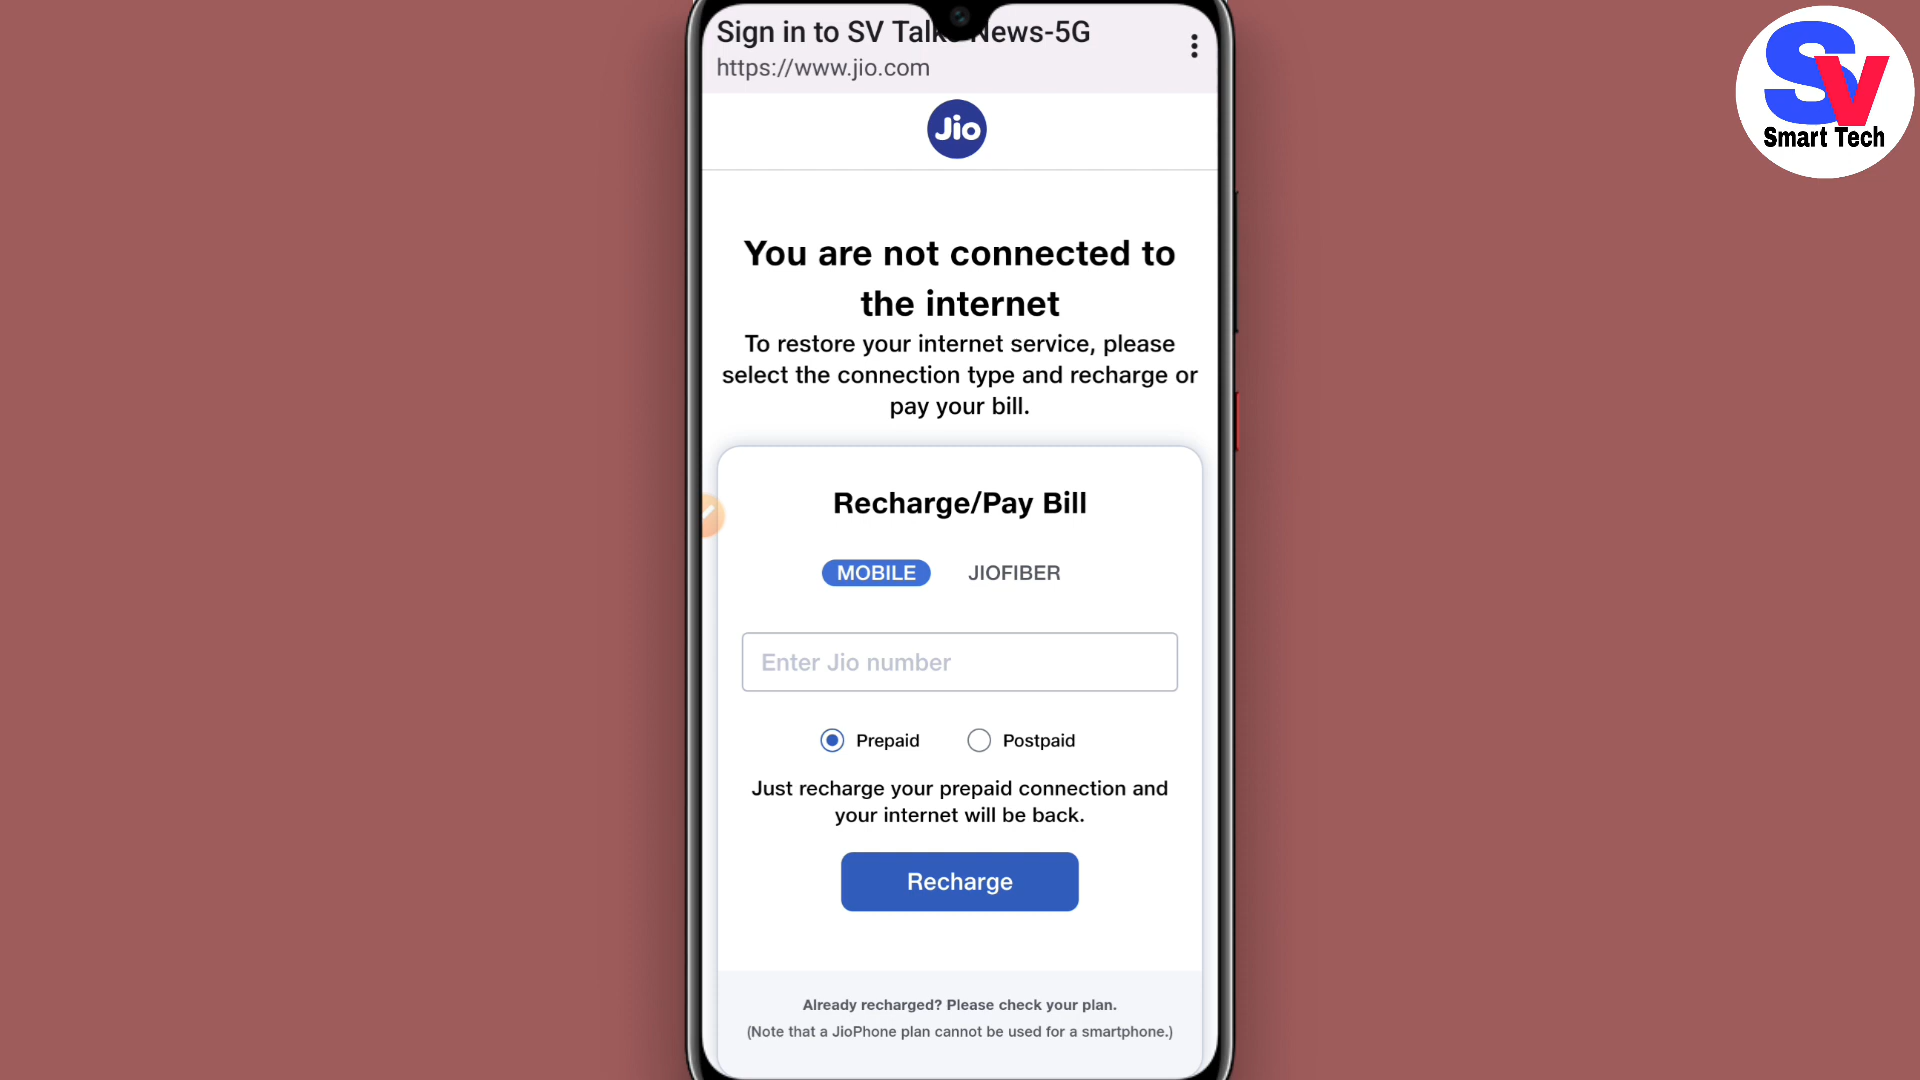 Sign in to SV Talks News-5G
https://www.jio.com
Jio
You are not connected to
the internet
To restore your internet service, please
select the connection type and recharge or
pay your bill.
Recharge/Pay Bill
MOBILE JIOFIBER
Enter Jio number
Prepaid Postpaid
Just recharge your prepaid connection and
your internet will be back.
Recharge
Already recharged? Please check your plan.
(Note that a JioPhone plan cannot be used for a smartphone.)
SV
Smart Tech